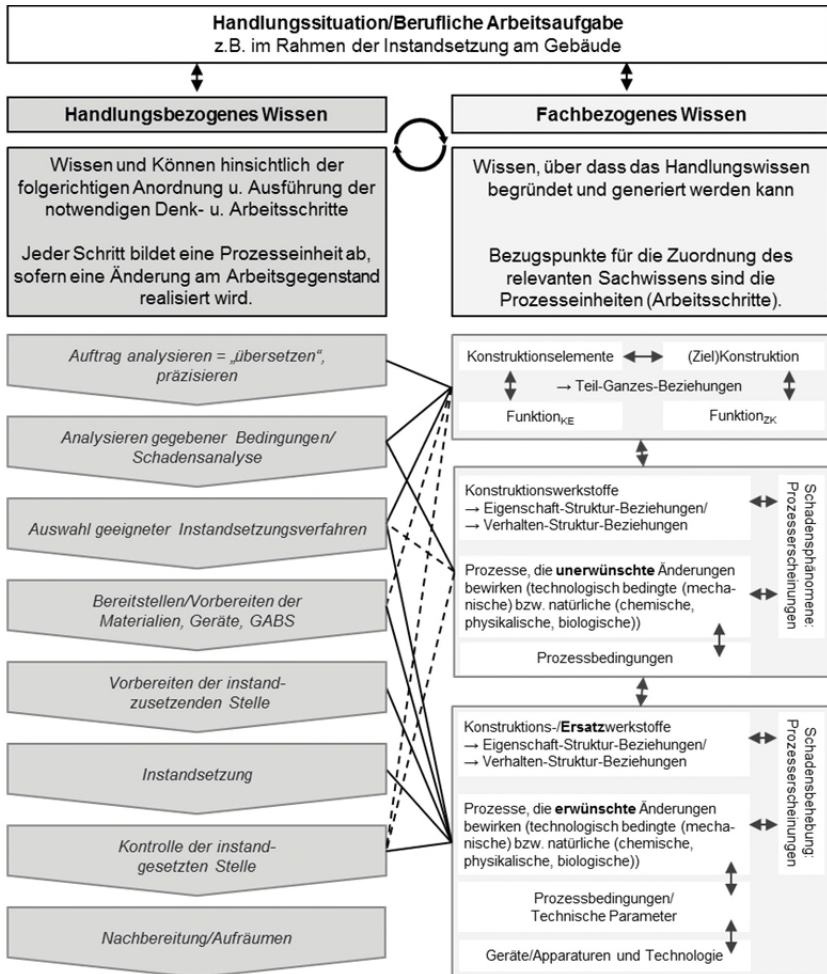 Handlungssituation/Berufliche Arbeitsaufgabe
z.B. im Rahmen der Instandsetzung am Gebäude
Handlungsbezogenes Wissen
Wissen und Können hinsichtlich der
folgerichtigen Anordnung u. Ausführung der
notwendigen Denk- u. Arbeitsschritte
Jeder Schritt bildet eine Prozesseinheit ab,
sofern eine Änderung am Arbeitsgegenstand
realisiert wird.
Fachbezogenes Wissen
Wissen, über dass das Handlungswissen
begründet und generiert werden kann
Bezugspunkte für die Zuordnung des
relevanten Sachwissens sind die
Prozesseinheiten (Arbeitsschritte).
Auftrag analysieren = „übersetzen“,
präzisieren
Analysieren gegebener Bedingungen/
Schadensanalyse
Auswahl geeigneter Instandsetzungsverfahren
Bereitstellen/Vorbereiten der
Materialien, Geräte, GABS
Vorbereiten der instand-
zusetzenden Stelle
Instandsetzung
Kontrolle der instand-
gesetzten Stelle
Nachbereitung/Aufräumen
Konstruktionselemente
(Ziel)Konstruktion
→ Teil-Ganzes-Beziehungen
Funktion KE
Funktion ZK
Konstruktionswerkstoffe
→ Eigenschaft-Struktur-Beziehungen/
→ Verhalten-Struktur-Beziehungen
Prozesse, die unerwünschte Änderungen
bewirken (technologisch bedingte (mecha-
nische) bzw. natürliche (chemische,
physikalische, biologische))
Prozessbedingungen
Schadensphänomene:
Prozesserscheinungen
Konstruktions-/Ersatzwerkstoffe
→ Eigenschaft-Struktur-Beziehungen/
→ Verhalten-Struktur-Beziehungen
Prozesse, die erwünschte Änderungen
bewirken (technologisch bedingte (mecha-
nische) bzw. natürliche (chemische,
physikalische, biologische))
Prozessbedingungen/
Technische Parameter
Geräte/Apparaturen und Technologie
Schadensbehebung:
Prozesserscheinungen